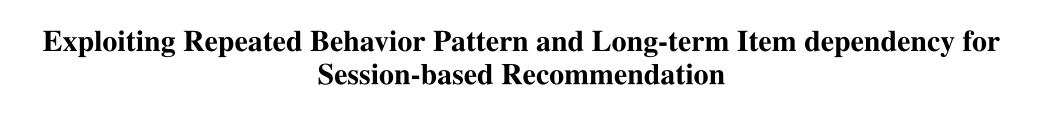 Exploiting Repeated Behavior Pattern and Long-term Item dependency for
Session-based Recommendation